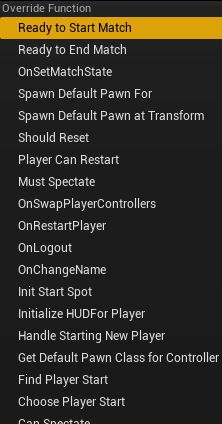 Override Function
Ready to Start Match
Ready to End Match
OnSetMatchState
Spawn Default Pawn For
Spawn Default Pawn at Transform
Should Reset
Player Can Restart
Must Spectate
OnSwapPlayerControllers
OnRestartPlayer
OnLogout
OnChangeName
Init Start Spot
Initialize HUDFor Player
Handle Starting New Player
Get Default Pawn Class for Controller
Find Player Start
Choose Player Start
Can Spectate